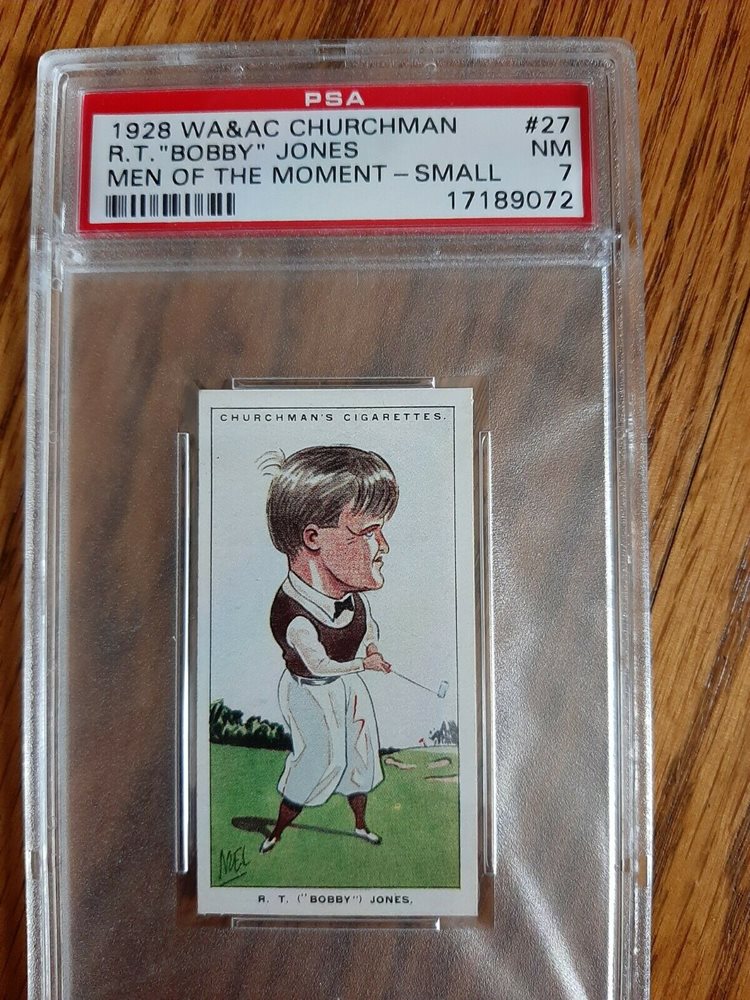 PSA
1928 WA&AC CHURCHMAN #27
R.T."BOBBY" JONES NM
MEN OF THE MOMENT – SMALL 7
17189072
CHURCHMAN'S CIGARETTES.
MEL
R. T. ("BOBBY") JONES.